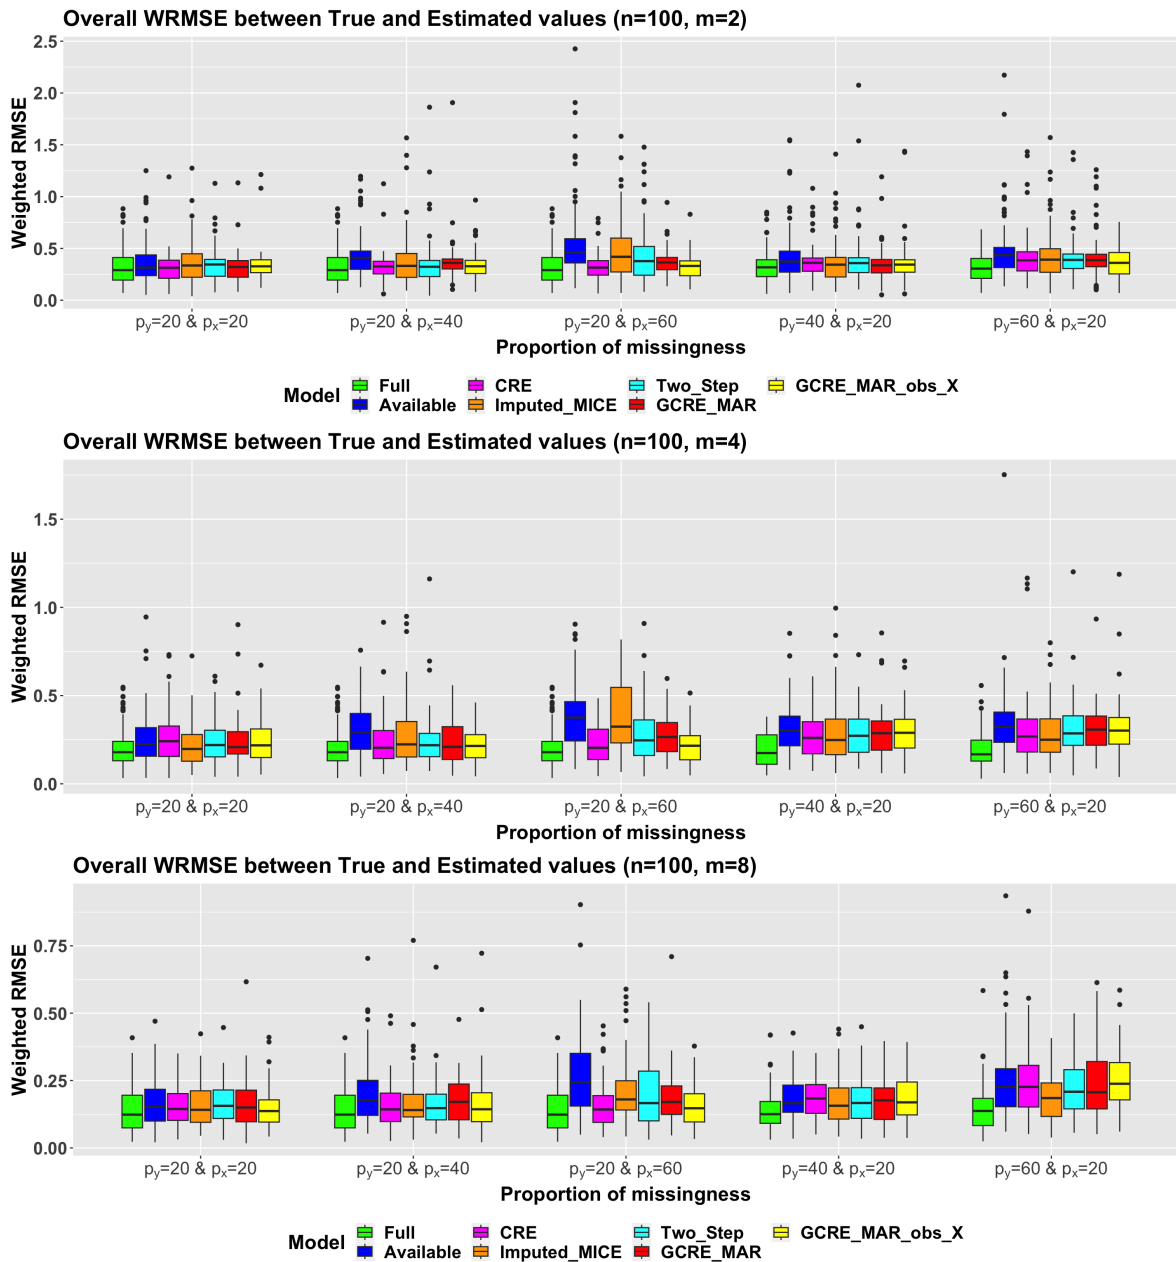 Overall WRMSE between True and Estimated values (n=100, m=2)
Weighted RMSE
2.5
2.0
1.5
1.0
0.5
0.0
py=20 & px=20
py=20 & px=40
py=20 & px=60
py=40 & px=20
py=60 & px=20
Proportion of missingness
Model
Full
CRE
Two_Step
GCRE_MAR_obs_X
Available
Imputed_MICE
GCRE_MAR
Overall WRMSE between True and Estimated values (n=100, m=4)
Weighted RMSE
1.5
1.0
0.5
0.0
py=20 & px=20
py=20 & px=40
py=20 & px=60
py=40 & px=20
py=60 & px=20
Proportion of missingness
Overall WRMSE between True and Estimated values (n=100, m=8)
Weighted RMSE
0.75
0.50
0.25
0.00
py=20 & px=20
py=20 & px=40
py=20 & px=60
py=40 & px=20
py=60 & px=20
Proportion of missingness
Model
Full
CRE
Two_Step
GCRE_MAR_obs_X
Available
Imputed_MICE
GCRE_MAR